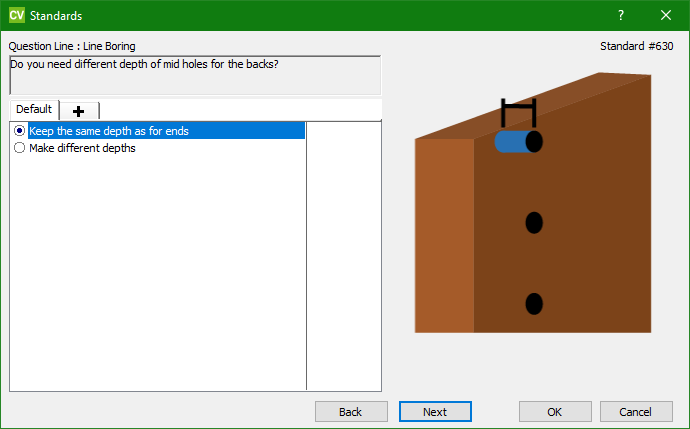 CV Standards ?
Question Line : Line Boring Standard #630
Do you need different depth of mid holes for the backs?
Default +
Keep the same depth as for ends
Make different depths
Back Next OK Cancel